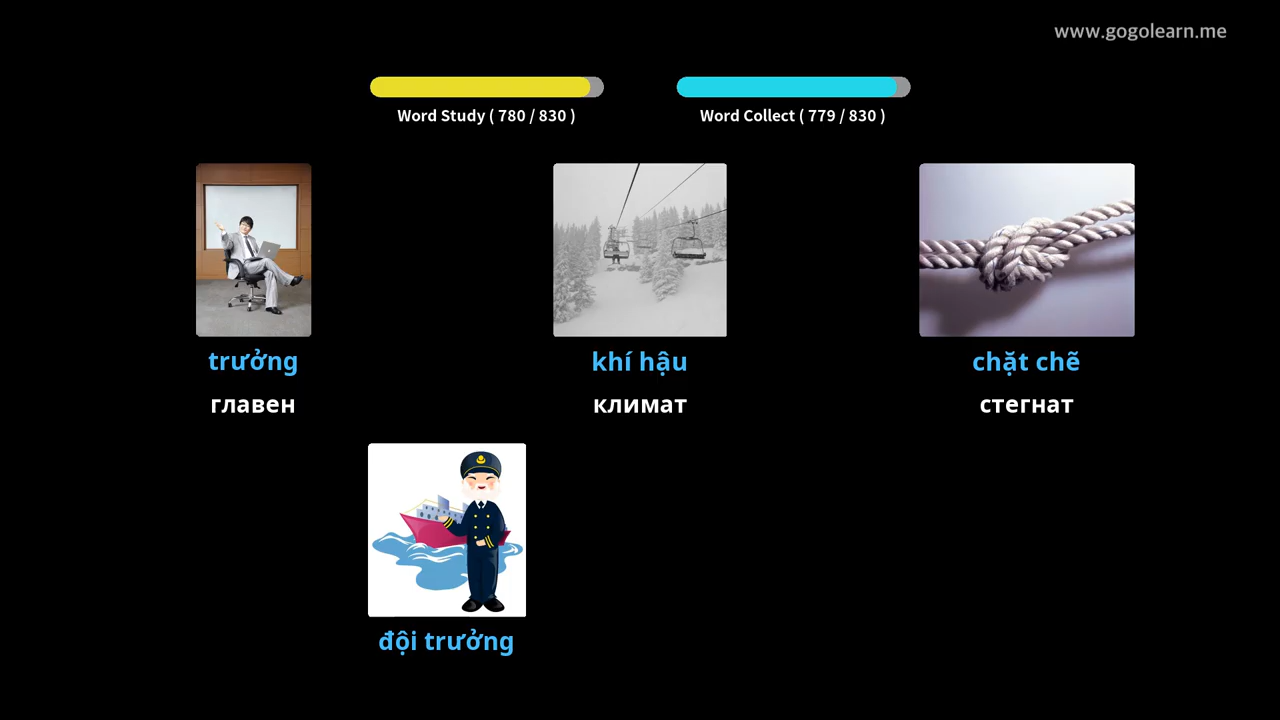 www.gogolearn.me
Word Study ( 780 / 830 )
Word Collect ( 779 / 830 )
trưởng
khí hậu
chặt chẽ
главен
климат
стегнат
đội trưởng